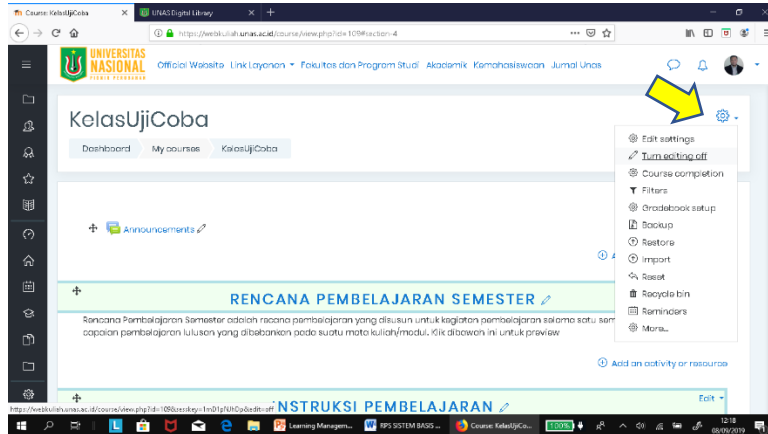 Course: KelasUjiCoba
UNAS Digital Library
https://webkuliah.unas.ac.id/course/view.php?id=109#section-4
UNIVERSITAS
NASIONAL
Official Website Link Layanan Fakultas dan Program Studi Akademik Kemahasiswaan Jurnal Unas
KelasUjiCoba
Dashboard My courses KelasUjiCoba
Edit settings
Turn editing off
Course completion
Filters
Gradebook setup
Backup
Restore
Import
Reset
Recycle bin
Reminders
More...
Announcements
RENCANA PEMBELAJARAN SEMESTER
Rencana Pembelajaran Semester adalah recana pembelajaran yang disusun untuk kegiatan pembelajaran selama satu sem
capaian pembelajaran lulusan yang dibebankan pada suatu mata kuliah/modul. Klik dibawah ini untuk preview
Add an activity or resource
Edit
NSTRUKSI PEMBELAJARAN
https://webkuliah.unas.ac.id/course/view.php?id=109&sesskey=1mD1pNJhDp&edit=off
Learning Managem...
RPS SISTEM BASIS ...
Course: KelasUjiCo...
100%
12:18
08/09/2019